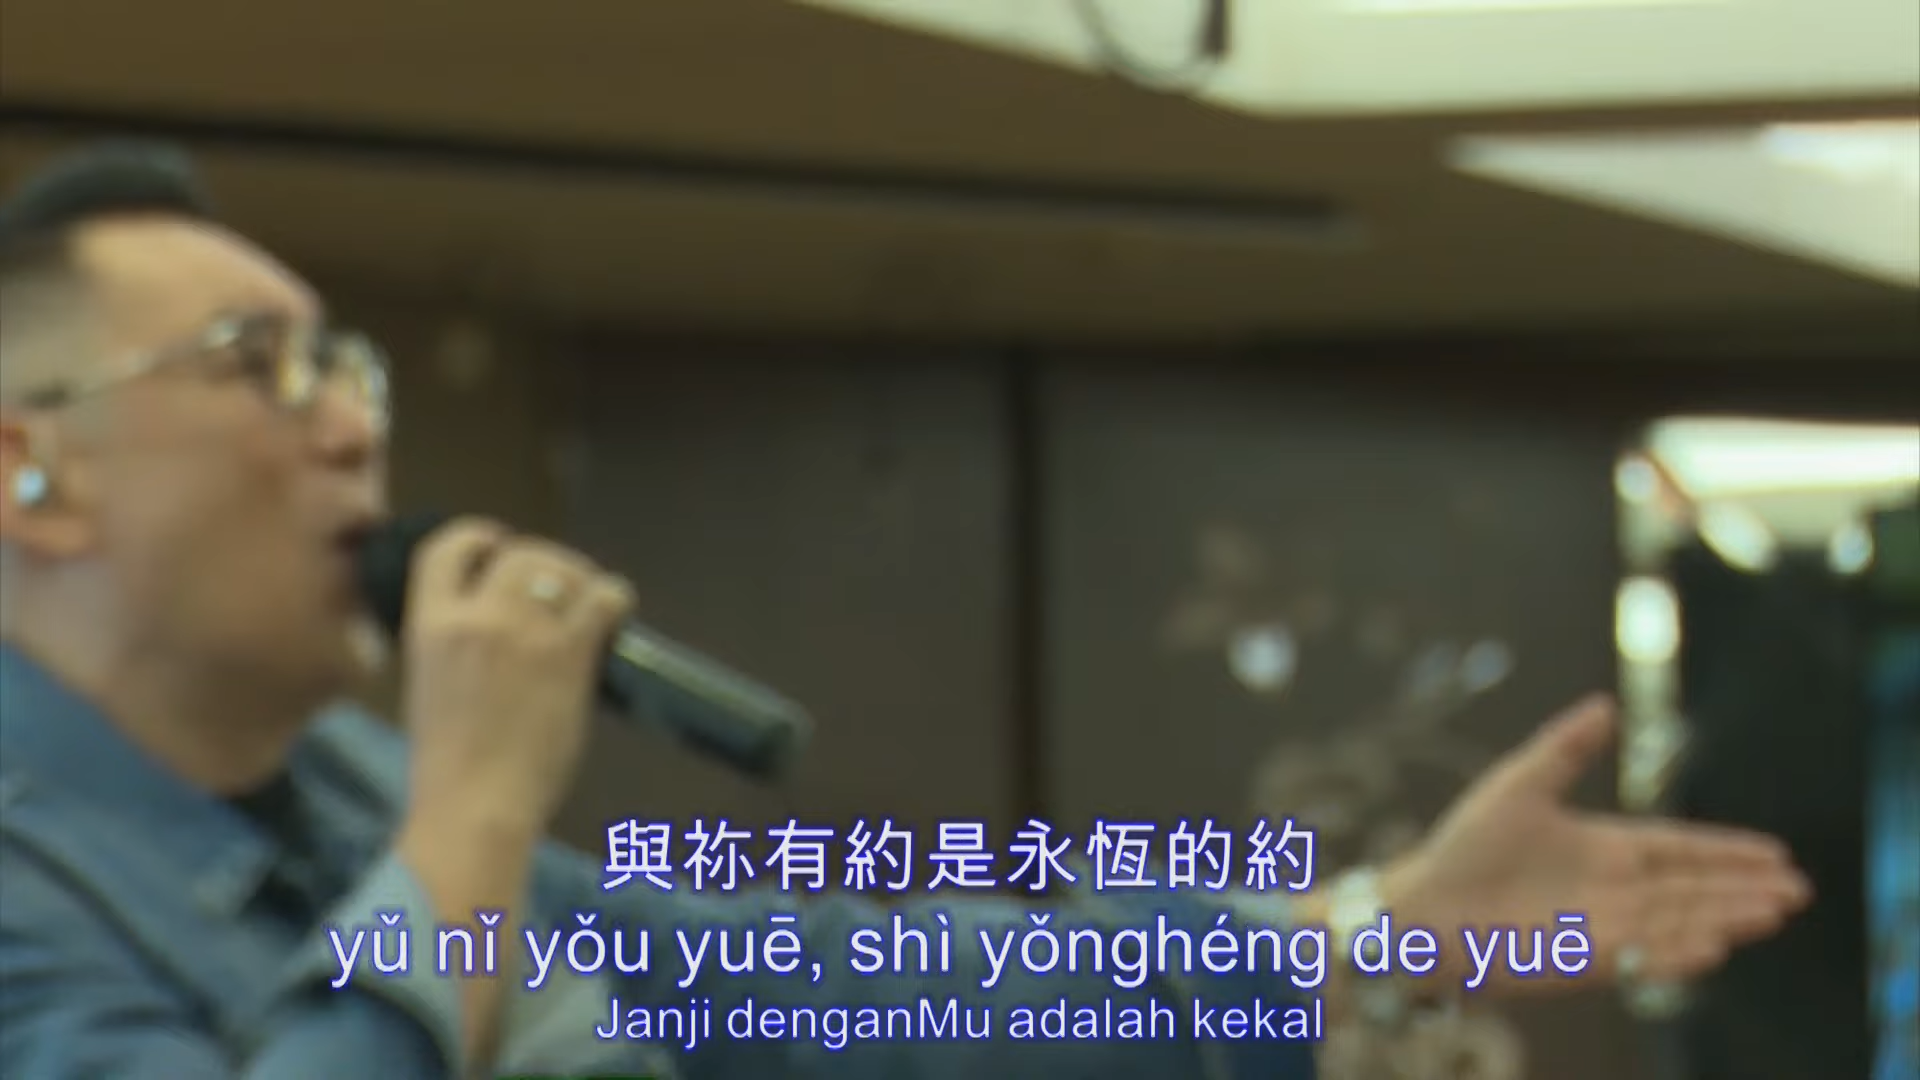 與祢有約是永恆的約
yǔ nǐ yǒu yuē, shì yǒnghéng de yuē
Janji denganMu adalah kekal